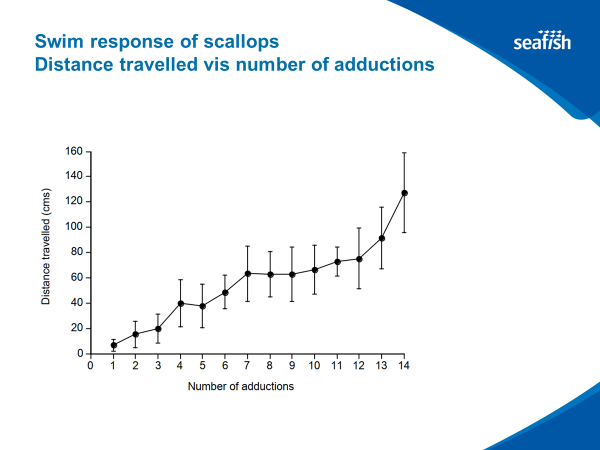 Swim response of scallops
Distance travelled vis number of adductions
seafish
160
140
120
100
80
60
40
20
0
Distance travelled (cms)
0 1 2 3 4 5 6 7 8 9 10 11 12 13 14
Number of adductions